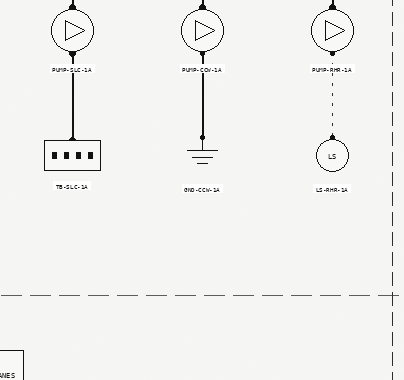 PUMP-SLC-1A
PUMP-CCW-1A
PUMP-RHR-1A
LS
TB-SLC-1A
GND-CCW-1A
LS-RHR-1A
ANES